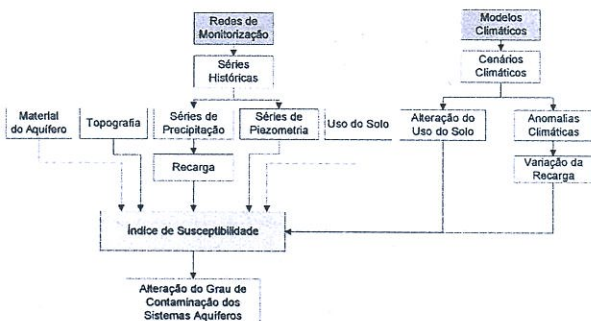 Redes de
Monitorização
Modelos
Climáticos
Séries
Históricas
Cenários
Climáticos
Material
do Aquífero
Topografia
Séries de
Precipitação
Séries de
Piezometria
Uso do Solo
Alteração do
Uso do Solo
Anomalias
Climáticas
Recarga
Variação da
Recarga
Índice de Susceptibilidade
Alteração do Grau de
Contaminação dos
Sistemas Aquíferos